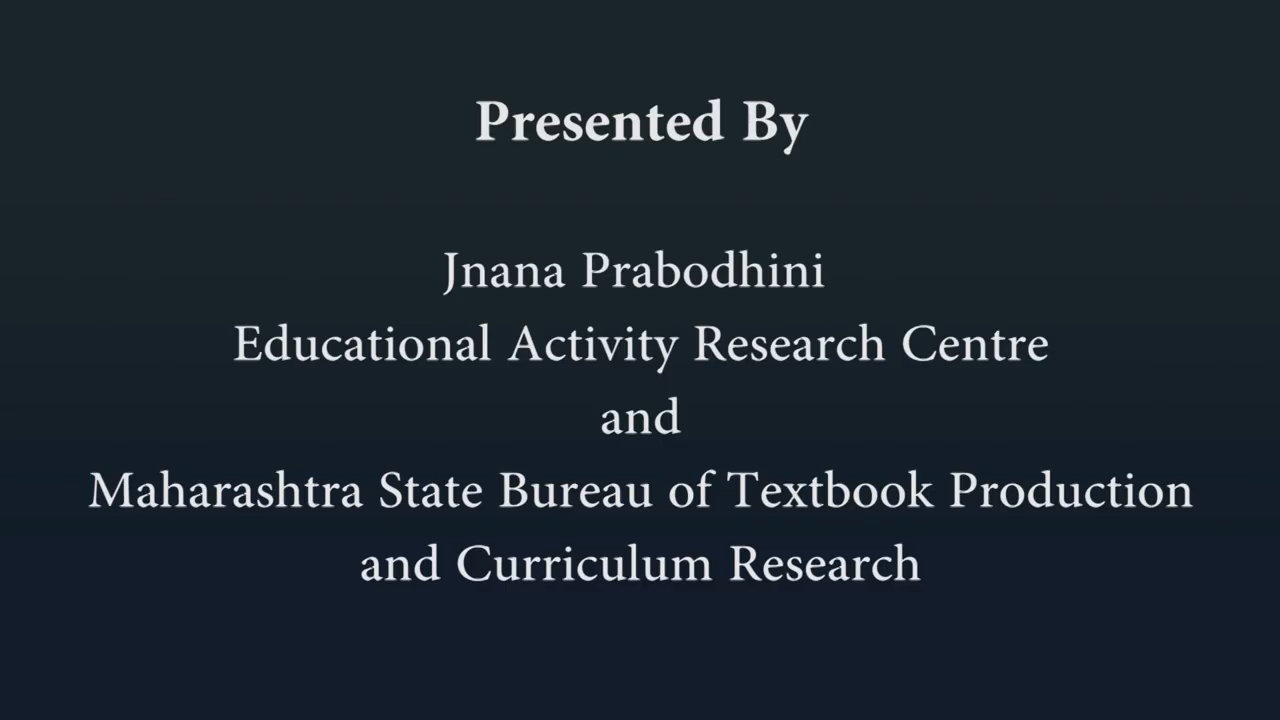 Presented By
Jnana Prabodhini
Educational Activity Research Centre
and
Maharashtra State Bureau of Textbook Production
and Curriculum Research